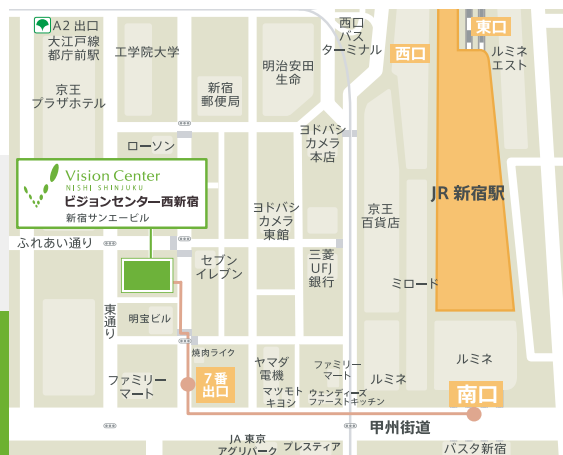 A2 出口
大江戸線
都庁前駅
工学院大学
京王
プラザホテル
新宿
郵便局
明治安田
生命
西口
バス
ターミナル
西口
東口
ルミネ
エスト
ローソン
ヨドバシ
カメラ
本店
Vision Center
NISHI SHINJUKU
ビジョンセンター西新宿
新宿サンエービル
JR 新宿駅
ヨドバシ
カメラ
東館
京王
百貨店
ふれあい通り
セブン
イレブン
三菱
UFJ
銀行
ミロード
東通り
明宝ビル
焼肉ライク
ヤマダ
電機
ファミリー
マート
ルミネ
ルミネ
ファミリー
マート
7番
出口
マツモト
キヨシ
ウェンディーズ
ファーストキッチン
南口
甲州街道
JA 東京
アグリパーク
プレスティア
バスタ新宿